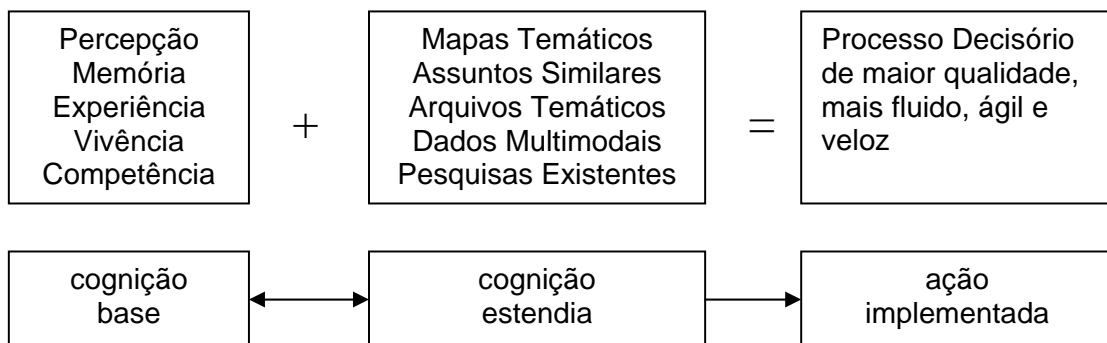 Percepção
Memória
Experiência
Vivência
Competência
+
Mapas Temáticos
Assuntos Similares
Arquivos Temáticos
Dados Multimodais
Pesquisas Existentes
=
Processo Decisório
de maior qualidade,
mais fluido, ágil e
veloz
cognição
base
cognição
estendia
ação
implementada